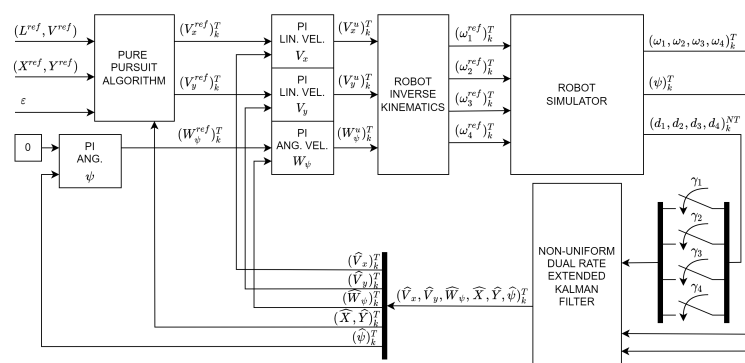 (L^{ref}, V^{ref})
(X^{ref}, Y^{ref})
ε
PURE
PURSUIT
ALGORITHM
(V_x^{ref})_k^T
(V_y^{ref})_k^T
(W_ψ^{ref})_k^T
0
PI
ANG.
ψ
PI
LIN. VEL.
V_x
PI
LIN. VEL.
V_y
PI
ANG. VEL.
W_ψ
(V_x^u)_k^T
(V_y^u)_k^T
(W_ψ^u)_k^T
ROBOT
INVERSE
KINEMATICS
(ω_1^{ref})_k^T
(ω_2^{ref})_k^T
(ω_3^{ref})_k^T
(ω_4^{ref})_k^T
ROBOT
SIMULATOR
(ω_1, ω_2, ω_3, ω_4)_k^T
(ψ)_k^T
(d_1, d_2, d_3, d_4)_k^{NT}
γ_1
γ_2
γ_3
γ_4
NON-UNIFORM
DUAL RATE
EXTENDED
KALMAN
FILTER
(V̂_x, V̂_y, Ŵ_ψ, X̂, Ŷ, ψ̂)_k^T
(V̂_x)_k^T
(V̂_y)_k^T
(Ŵ_ψ)_k^T
(X̂, Ŷ)_k^T
(ψ̂)_k^T